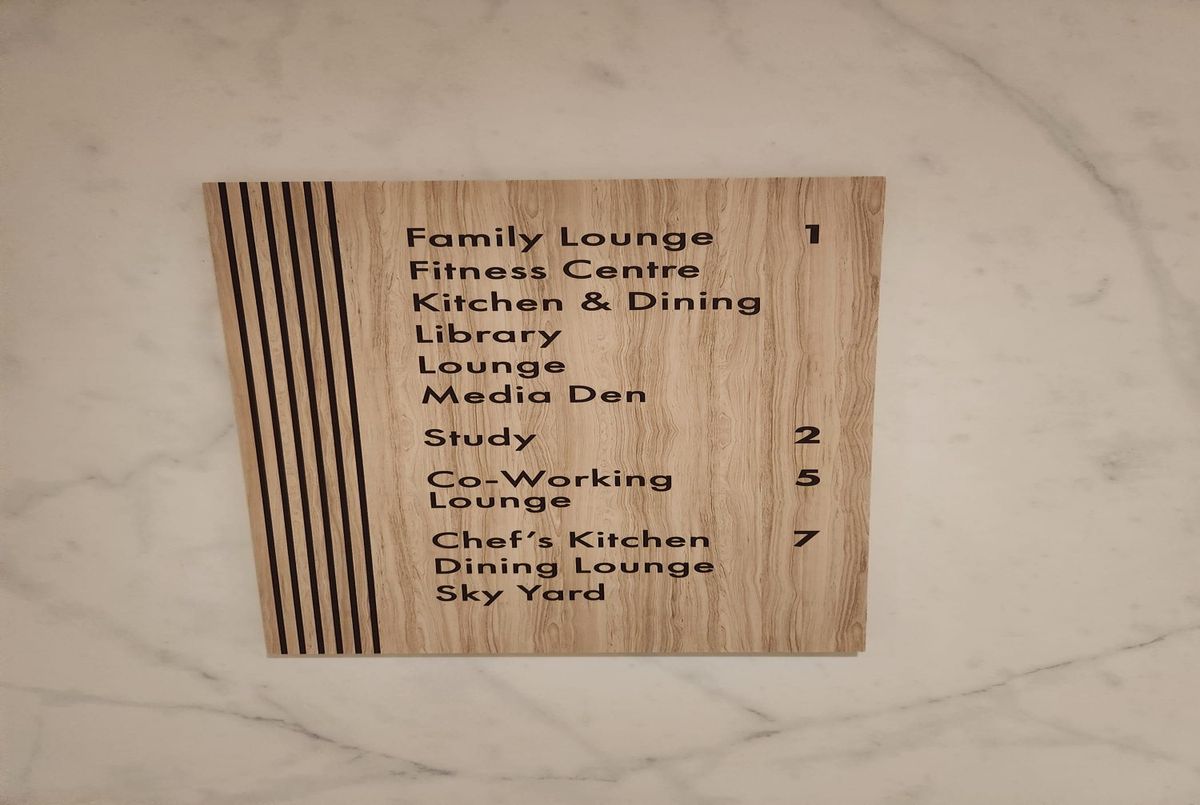 Family Lounge 1
Fitness Centre
Kitchen & Dining
Library
Lounge
Media Den
Study 2
Co-Working 5
Lounge
Chef's Kitchen 7
Dining Lounge
Sky Yard